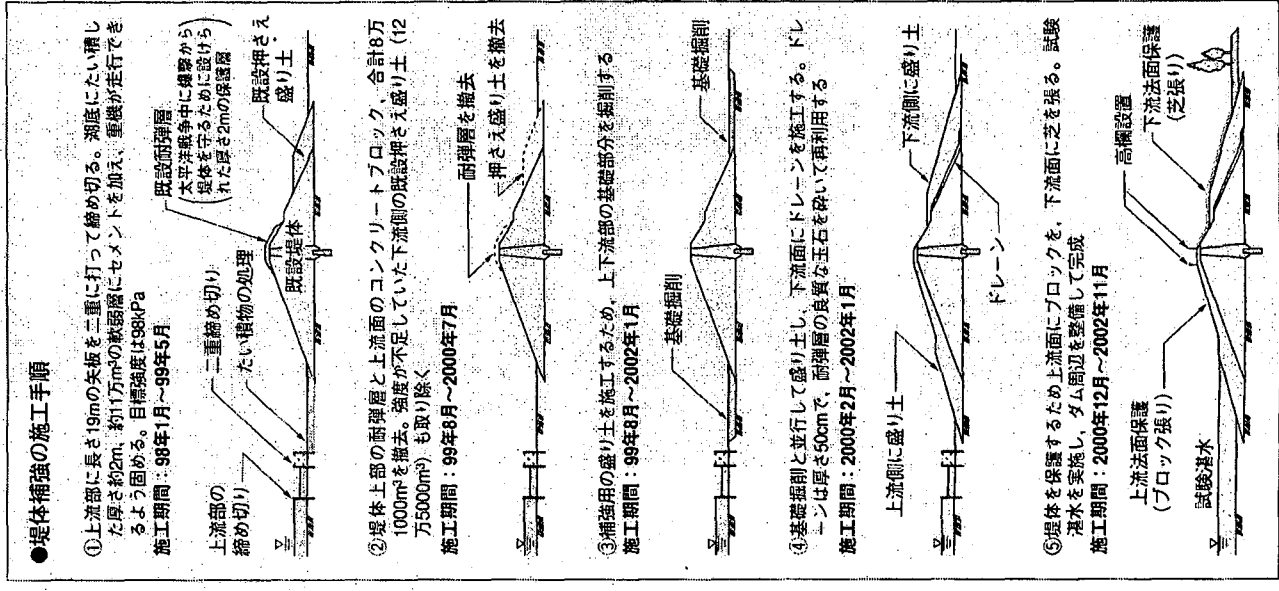 ●堤体補強の施工手順
①上流部に長さ19mの矢板を二重に打って締め切る。湖底にたい積し
た厚さ約2m、約11万m³の軟弱層にセメントを加え、重機が走行でき
るよう固める。目標強度は98kPa
施工期間：98年1月〜99年5月
上流部の
締め切り
二重締め切り
たい積物の処理
既設堤体
既設耐弾層
(太平洋戦争中に爆撃から
堤体を守るために設けら
れた厚さ2mの保護層)
既設押さえ
盛り土
②堤体上部の耐弾層と上流面のコンクリートブロック、合計8万
1000m³を撤去。強度が不足していた下流側の既設押さえ盛り土（12
万5000m³）も取り除く
施工期間：99年8月〜2000年7月
耐弾層を撤去
押さえ盛り土を撤去
③補強用の盛り土を施工するため、上下流部の基礎部分を掘削する
施工期間：99年8月〜2002年1月
基礎掘削
基礎掘削
④基礎掘削と並行して盛り土し、下流面にドレーンを施工する。ドレ
ーンは厚さ50cmで、耐弾層の良質な玉石を砕いて再利用する
施工期間：2000年2月〜2002年1月
上流側に盛り土
下流側に盛り土
ドレーン
⑤堤体を保護するため上流面にブロックを、下流面に芝を張る。試験
湛水を実施し、ダム周辺を整備して完成
施工期間：2000年12月〜2002年11月
上流法面保護
(ブロック張り)
試験湛水
高欄設置
下流法面保護
(芝張り)